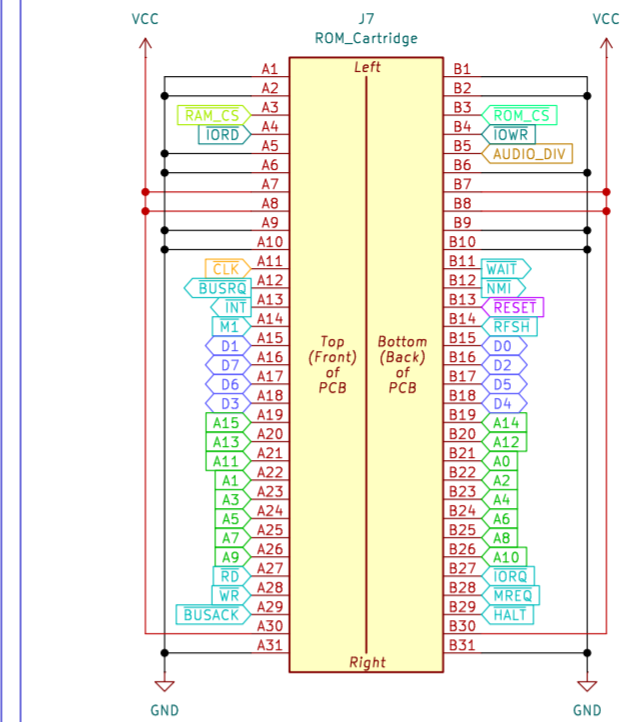 VCC J7 VCC
ROM_Cartridge
A1 Left B1
A2 B2
RAM_CS A3 B3 ROM_CS
IORD A4 B4 IOWR
A5 B5 AUDIO_DIV
A6 B6
A7 B7
A8 B8
A9 B9
A10 B10
CLK A11 B11 WAIT
BUSRQ A12 B12 NMI
INT A13 B13 RESET
M1 A14 B14 RFSH
D1 A15 Top Bottom B15 D0
D7 A16 (Front) (Back) B16 D2
D6 A17 of of B17 D5
D3 A18 PCB PCB B18 D4
A15 A19 B19 A14
A13 A20 B20 A12
A11 A21 B21 A0
A1 A22 B22 A2
A3 A23 B23 A4
A5 A24 B24 A6
A7 A25 B25 A8
A9 A26 B26 A10
RD A27 B27 IORQ
WR A28 B28 MREQ
BUSACK A29 B29 HALT
A30 B30
A31 Right B31
GND GND